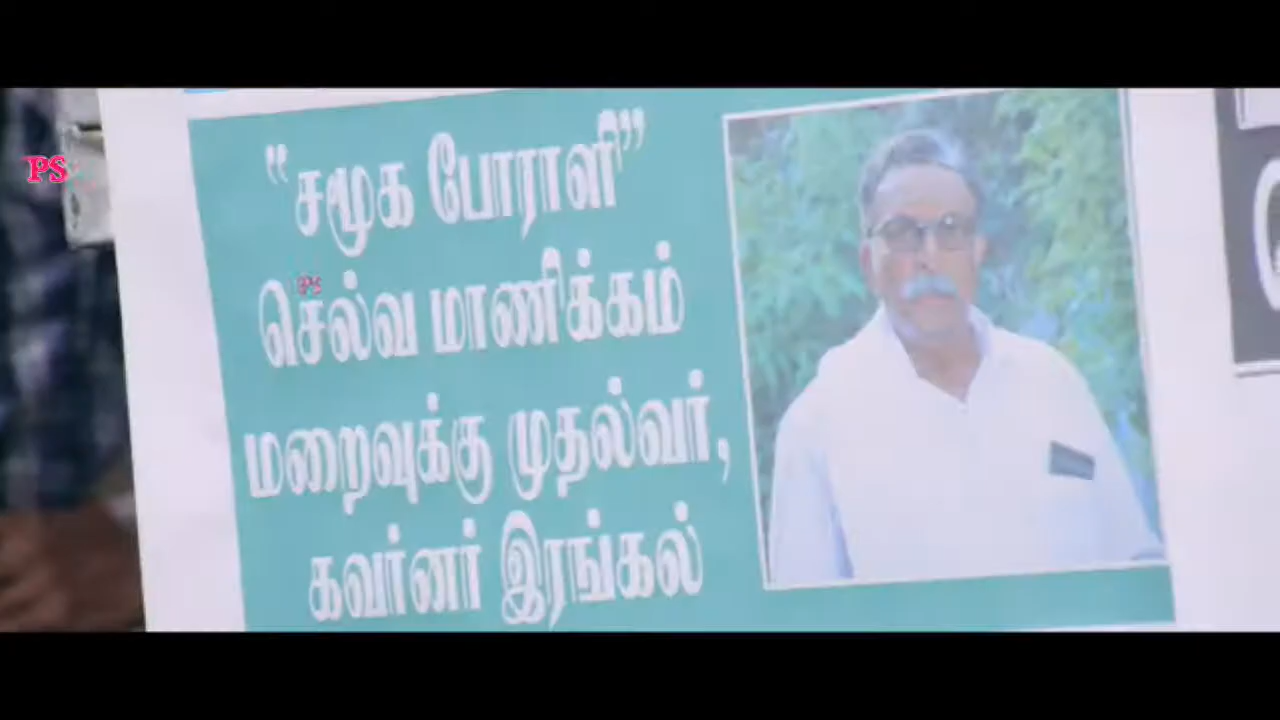 PS
"சமூக போராளி"
செல்வ மாணிக்கம்
மறைவுக்கு முதல்வர்,
கவர்னர் இரங்கல்